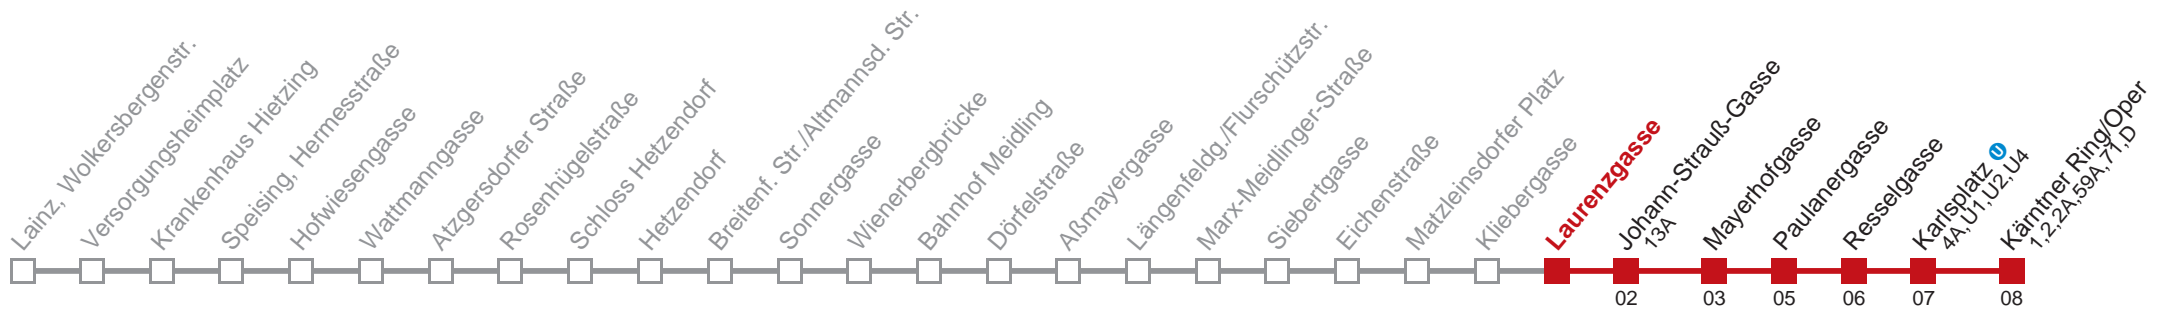 Lainz, Wolkersbergenstr.
Versorgungsheimplatz
Krankenhaus Hietzing
Speising, Hermesstraße
Hofwiesengasse
Wattmanngasse
Atzgersdorfer Straße
Rosenhügelstraße
Schloss Hetzendorf
Hetzendorf
Breitenf. Str./Altmannsd. Str.
Sonnergasse
Wienerbergbrücke
Bahnhof Meidling
Dörfelstraße
Aßmayergasse
Längenfeldg./Flurschützstr.
Marx-Meidlinger-Straße
Siebertgasse
Eichenstraße
Matzleinsdorfer Platz
Kliebergasse
Laurenzgasse
Johann-Strauß-Gasse
13A
Mayerhofgasse
Paulanergasse
Resselgasse
Karlsplatz U
4A,U1,U2,U4
Kärntner Ring/Oper
1,2,2A,59A,71,D
02 03 05 06 07 08